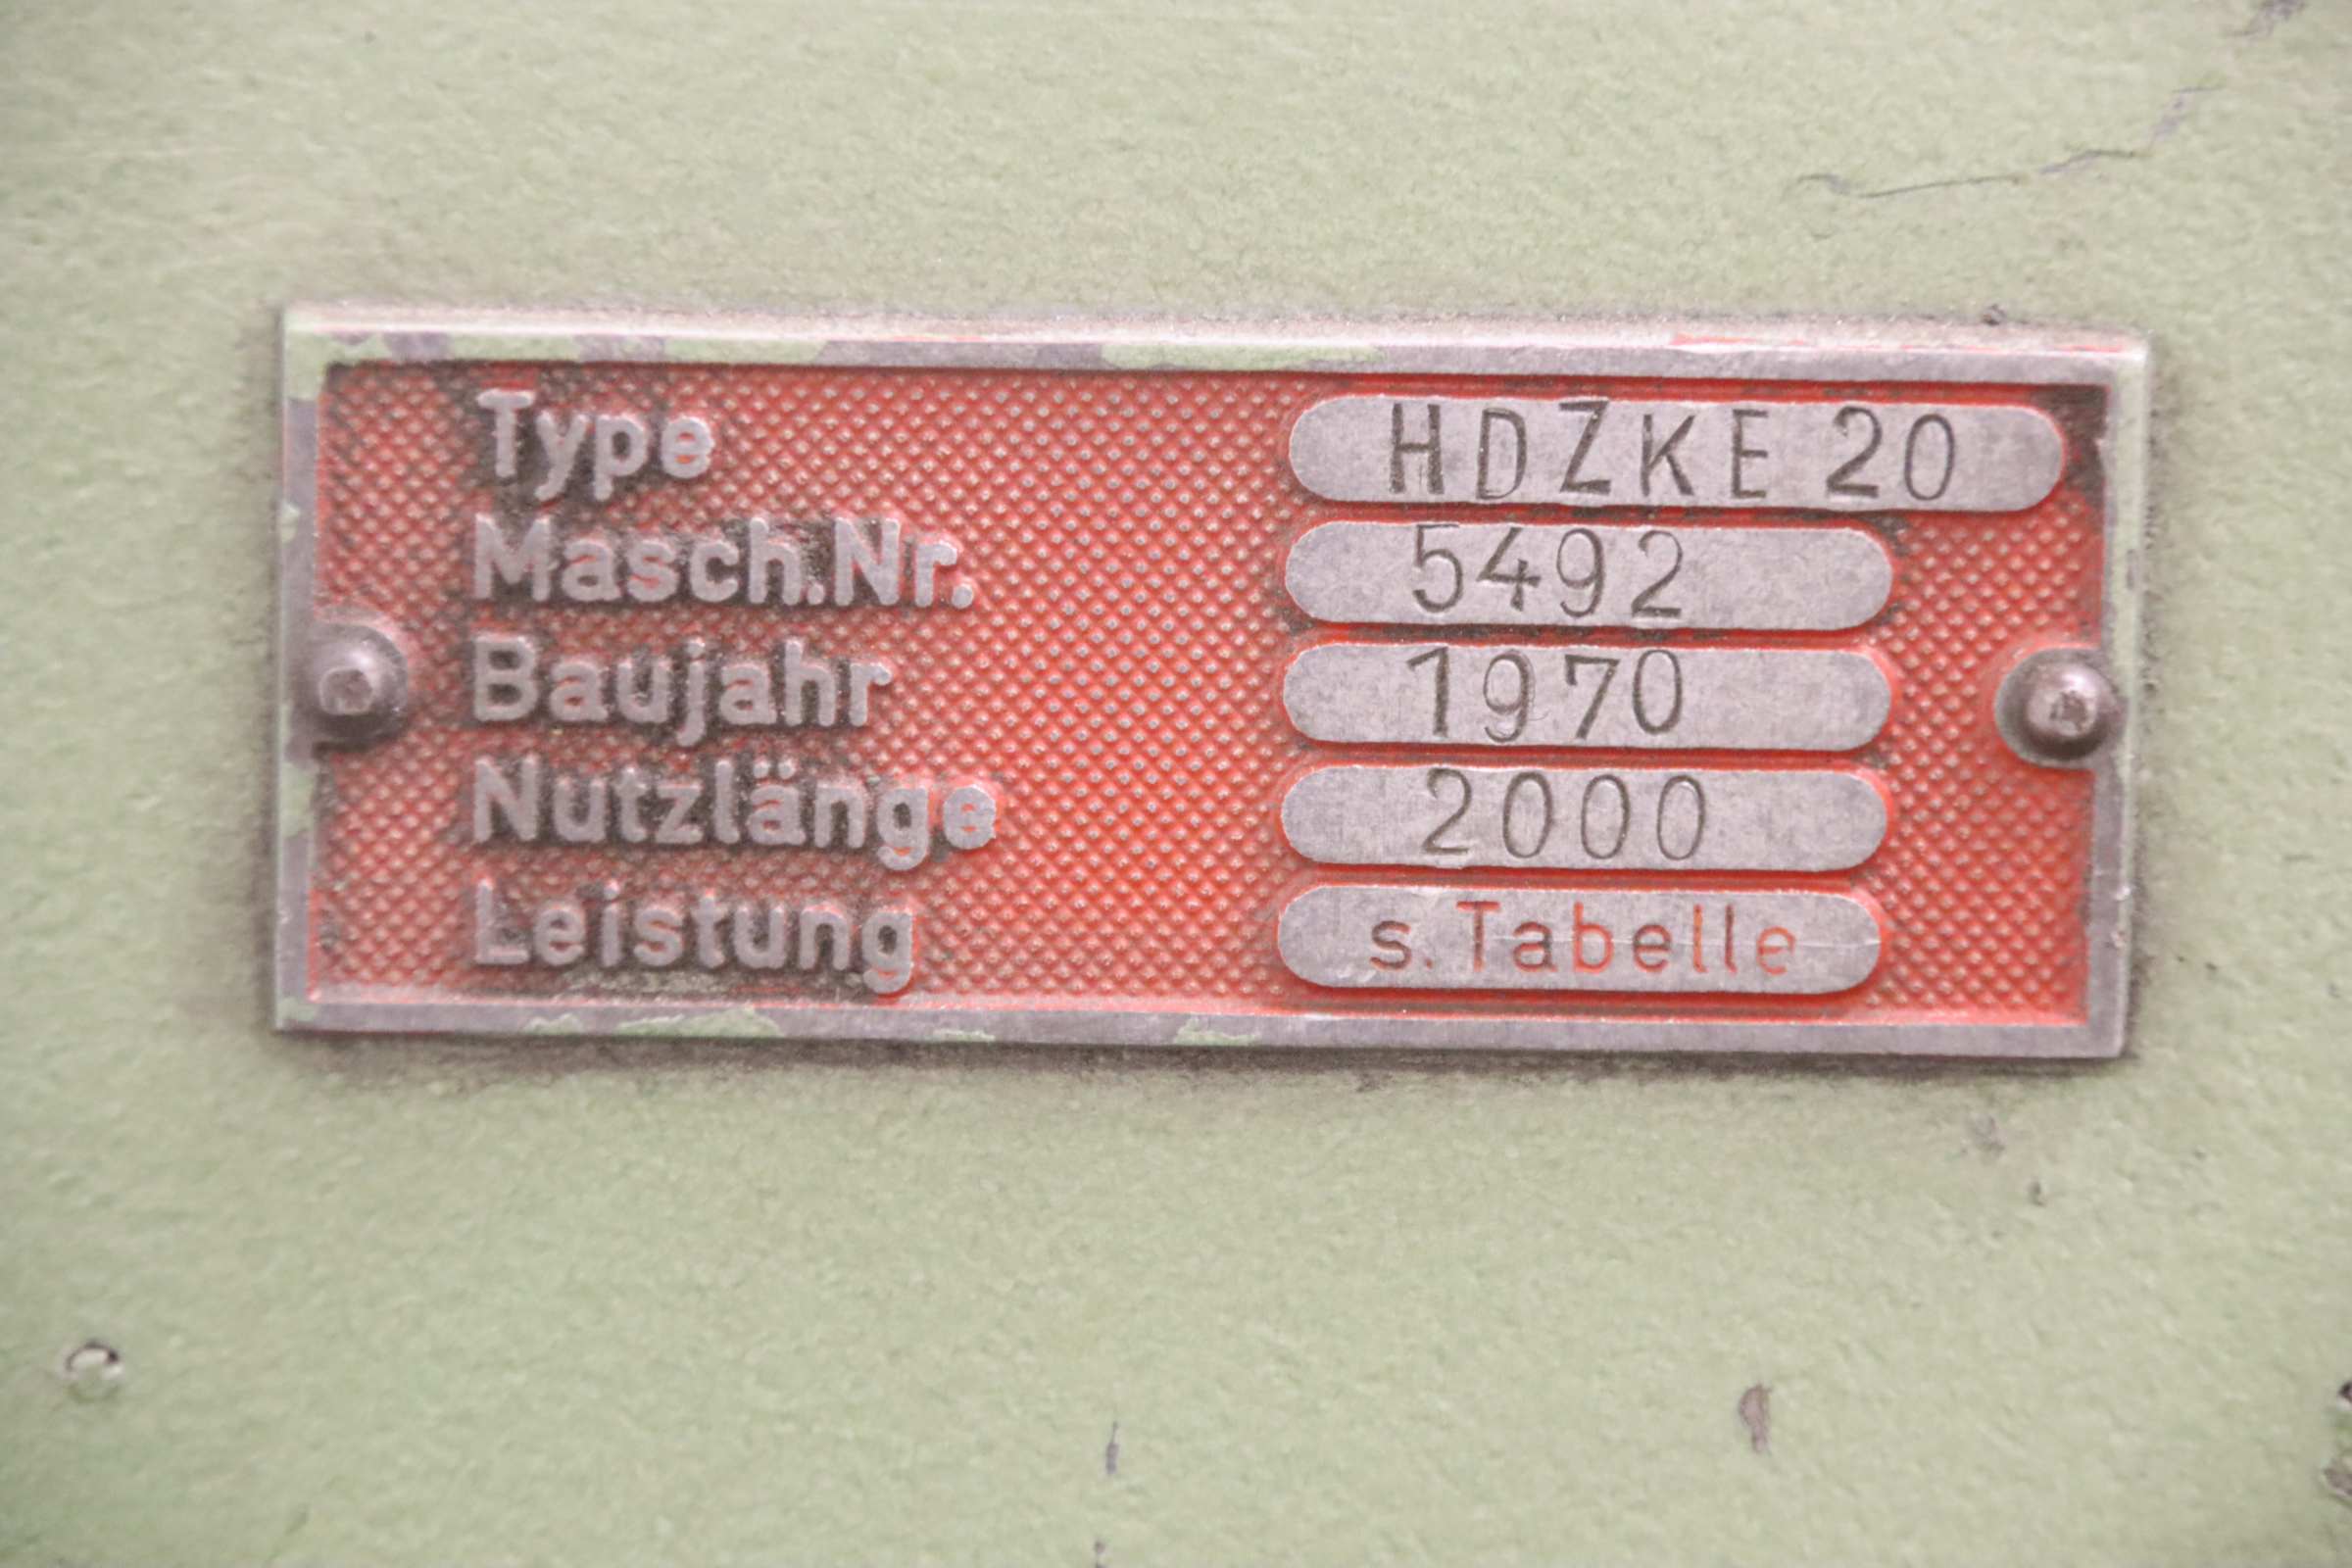 Type HDZKE 20
Masch.Nr. 5492
Baujahr 1970
Nutzlänge 2000
Leistung s. Tabelle